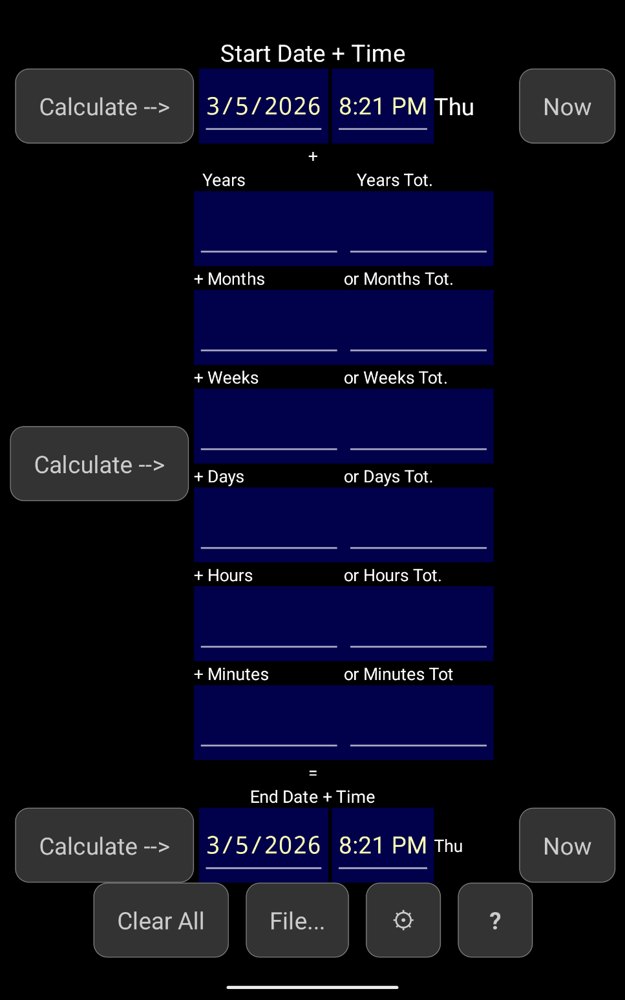 Start Date + Time
Calculate --> 3/5/2026 8:21 PM Thu Now
+
Years Years Tot.
+ Months or Months Tot.
+ Weeks or Weeks Tot.
Calculate -->
+ Days or Days Tot.
+ Hours or Hours Tot.
+ Minutes or Minutes Tot
=
End Date + Time
Calculate --> 3/5/2026 8:21 PM Thu Now
Clear All File... ?